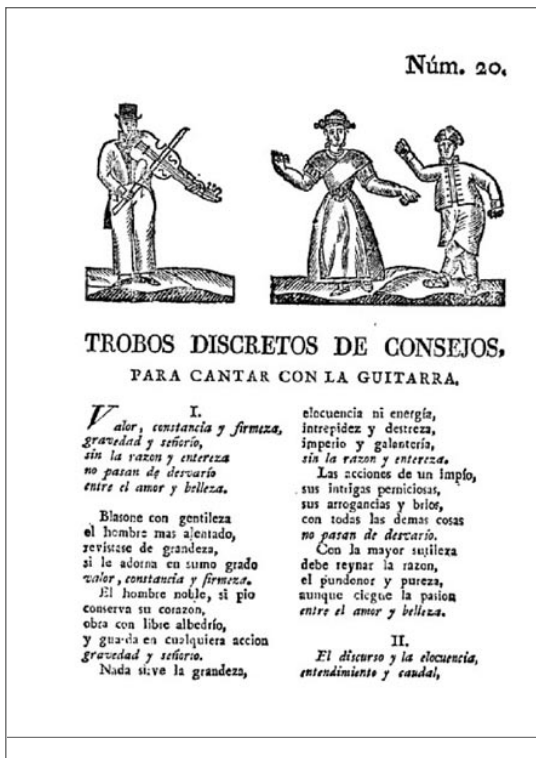 Núm. 20.
TROBOS DISCRETOS DE CONSEJOS,
PARA CANTAR CON LA GUITARRA.
I.
Valor, constancia y firmeza,
gravedad y señorío,
sin la razon y entereza
no pasan de desvarío
entre el amor y belleza.
Blasone con gentileza
el hombre mas alentado,
revistase de grandeza,
si le adorna en sumo grado
valor, constancia y firmeza.
El hombre noble, si pio
conserva su corazon,
obra con libre albedrío,
y guarda en cualquiera accion
gravedad y señorío.
Nada sirve la grandeza,
elocuencia ni energía,
intrepidez y destreza,
imperio y galantería,
sin la razon y entereza.
Las acciones de un impío,
sus intrigas perniciosas,
sus arrogancias y brios,
con todas las demas cosas
no pasan de desvarío.
Con la mayor sutileza
debe reynar la razon,
el pundonor y pureza,
aunque ciegue la pasion
entre el amor y belleza.
II.
El discurso y la elocuencia,
entendimiento y caudal,